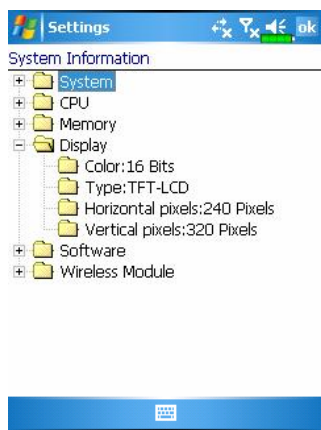 Settings
ok
System Information
System
CPU
Memory
Display
Color:16 Bits
Type:TFT-LCD
Horizontal pixels:240 Pixels
Vertical pixels:320 Pixels
Software
Wireless Module